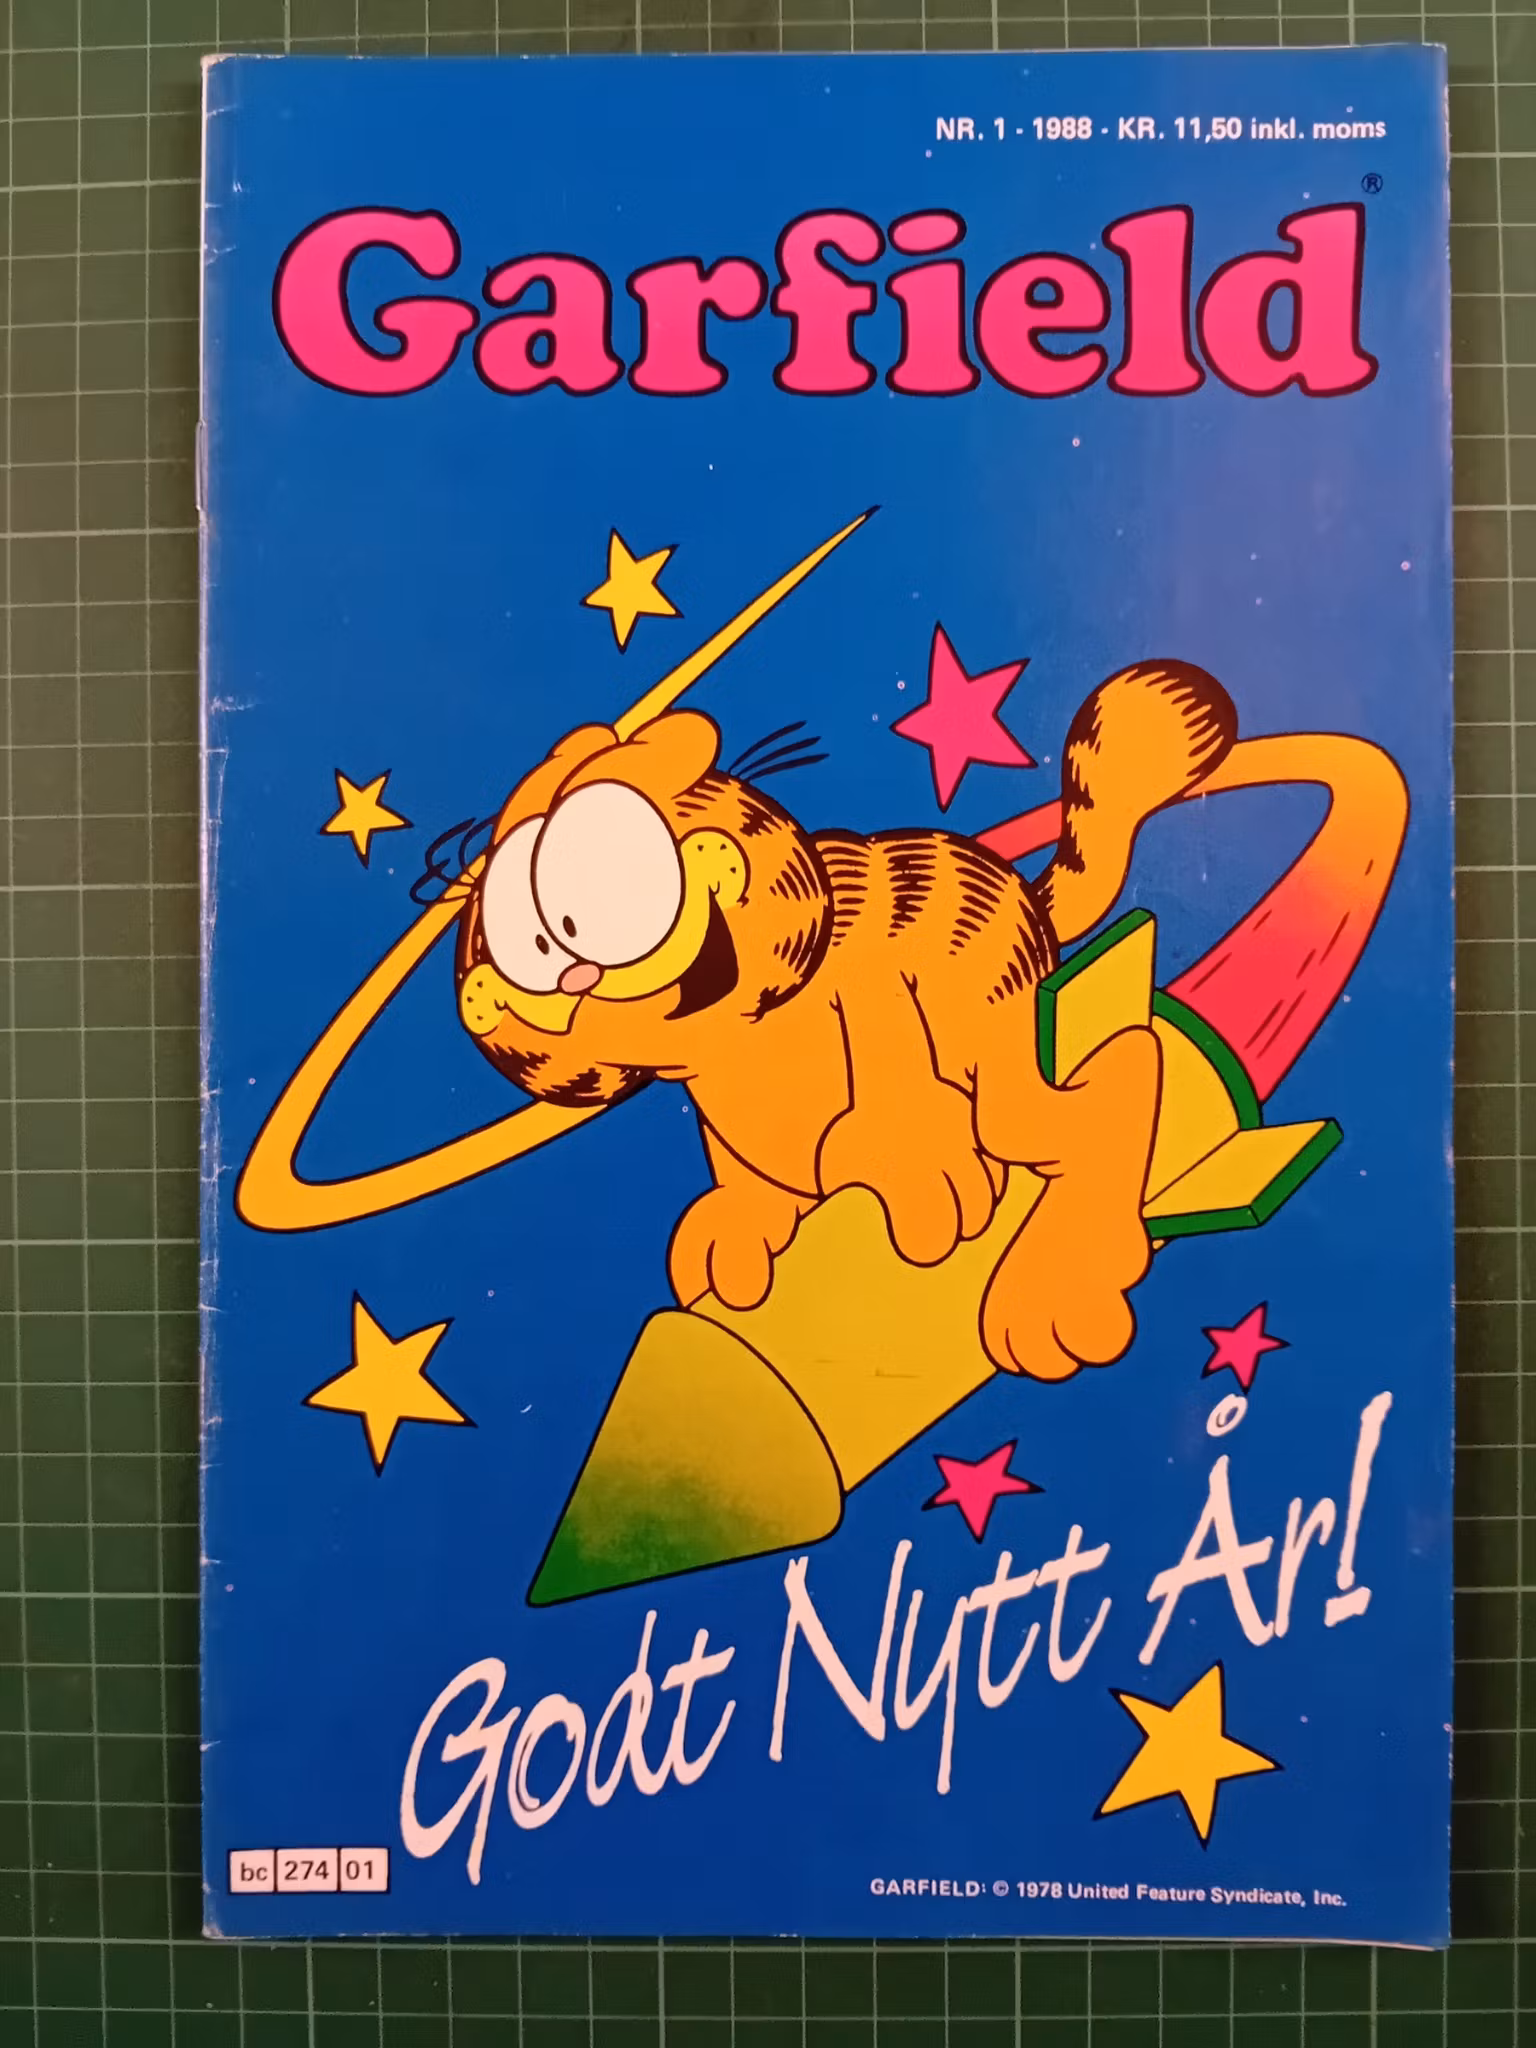 NR. 1 - 1988 - KR. 11,50 inkl. moms
Garfield®
Godt Nytt År!
bc 274 01
GARFIELD: © 1978 United Feature Syndicate, Inc.